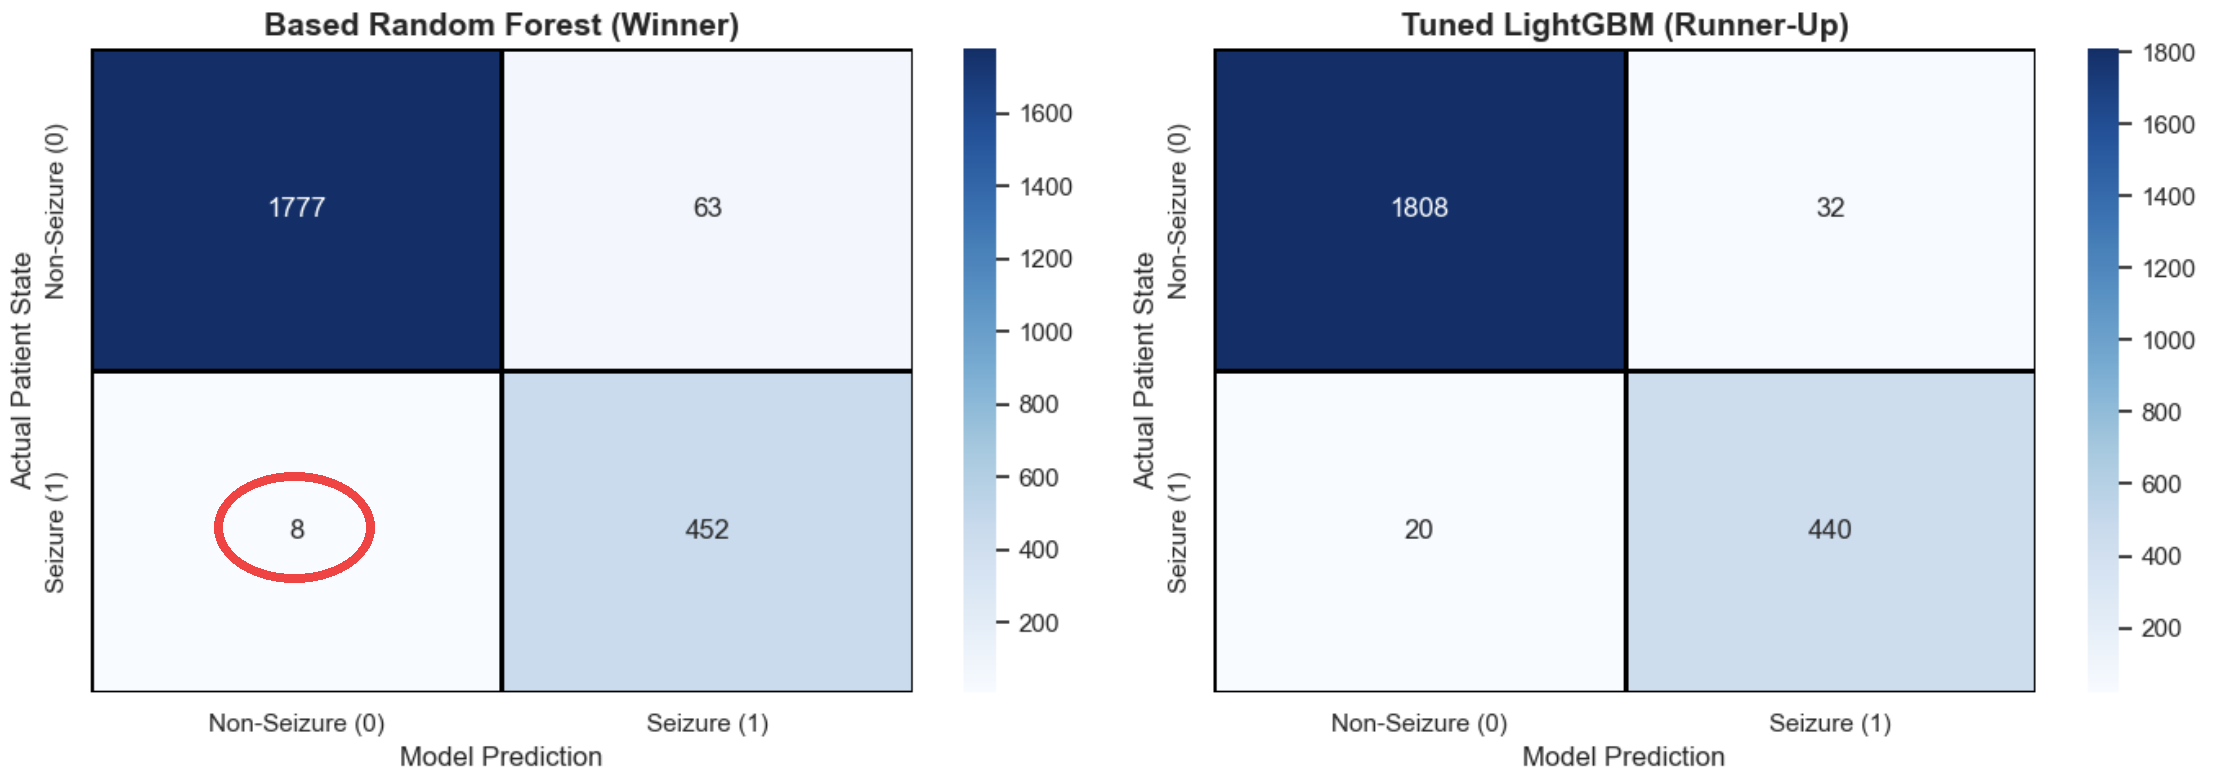 Based Random Forest (Winner)
Actual Patient State
Non-Seizure (0)
Seizure (1)
1777
63
8
452
Non-Seizure (0)
Seizure (1)
Model Prediction
1600
1400
1200
1000
800
600
400
200
Tuned LightGBM (Runner-Up)
Actual Patient State
Non-Seizure (0)
Seizure (1)
1808
32
20
440
Non-Seizure (0)
Seizure (1)
Model Prediction
1800
1600
1400
1200
1000
800
600
400
200